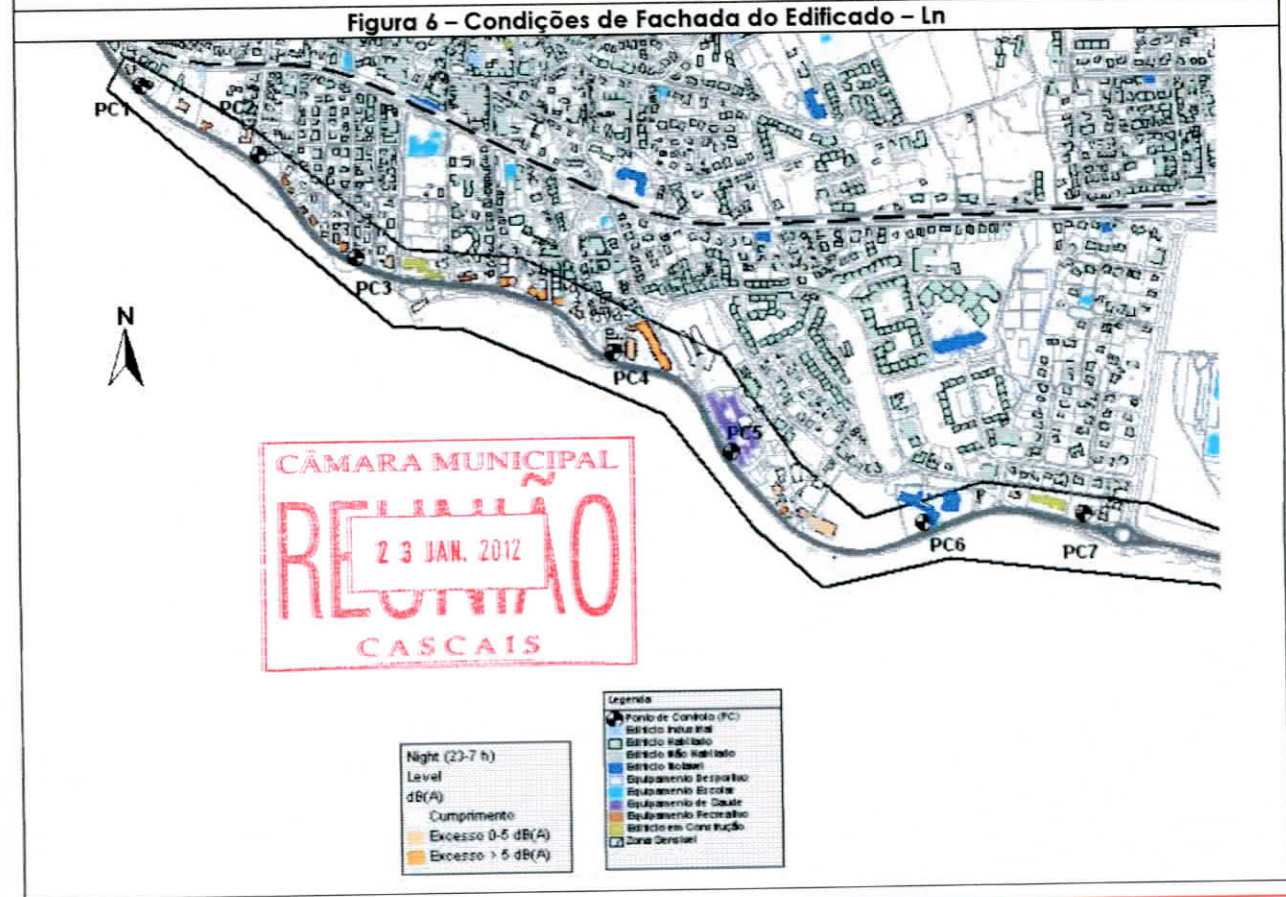 Figura 6 – Condições de Fachada do Edificado – Ln
PC1
PC2
PC3
PC4
PC5
PC6
PC7
N
CÂMARA MUNICIPAL
REUNIÃO
23 JAN. 2012
CASCAIS
Night (23-7 h)
Level
dB(A)
Cumprimento
Excesso 0-5 dB(A)
Excesso > 5 dB(A)
Legenda
Ponto de Controlo (PC)
Edifício Industrial
Edifício Habitado
Edifício Não Habitado
Edifício Notavel
Equipamento Desportivo
Equipamento Escolar
Equipamento de Saude
Equipamento Recreativo
Edifício em Construção
Zona Sensivel